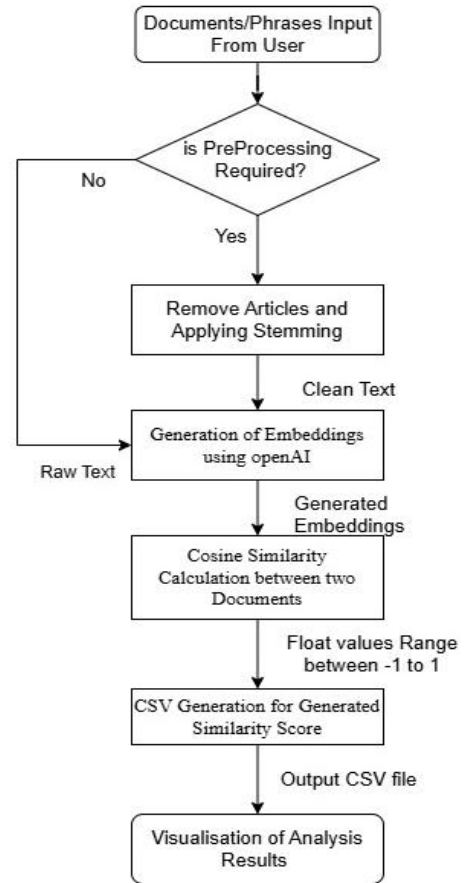 Documents/Phrases Input
From User
is PreProcessing
Required?
No
Yes
Remove Articles and
Applying Stemming
Clean Text
Generation of Embeddings
using openAI
Raw Text
Generated
Embeddings
Cosine Similarity
Calculation between two
Documents
Float values Range
between -1 to 1
CSV Generation for Generated
Similarity Score
Output CSV file
Visualisation of Analysis
Results